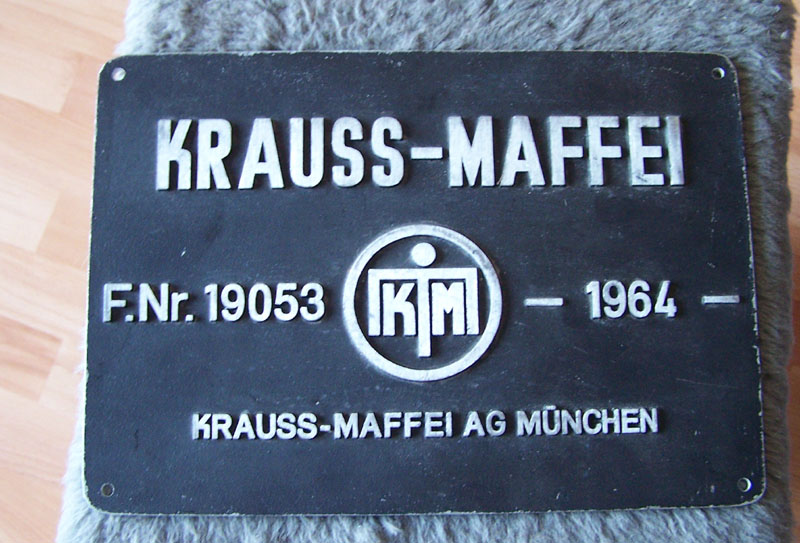 KRAUSS-MAFFEI
F.Nr. 19053 KM — 1964 —
KRAUSS-MAFFEI AG MÜNCHEN